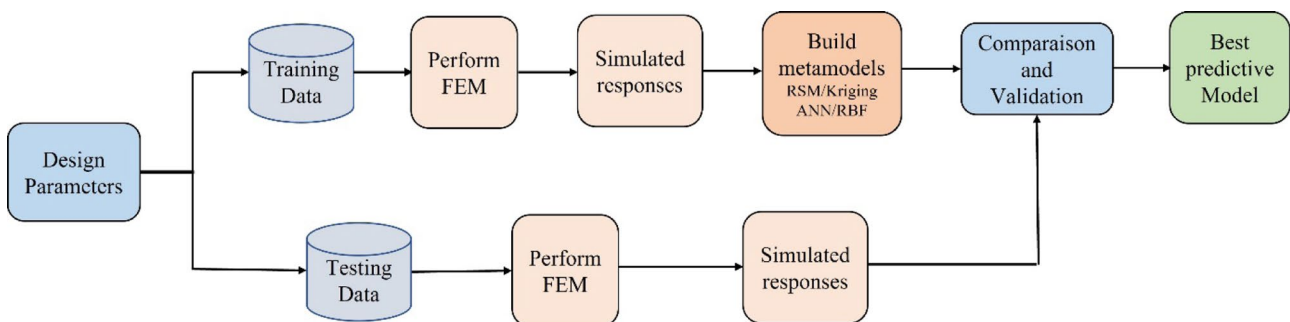 Design
Parameters
Training
Data
Perform
FEM
Simulated
responses
Build
metamodels
RSM/Kriging
ANN/RBF
Comparaison
and
Validation
Best
predictive
Model
Testing
Data
Perform
FEM
Simulated
responses